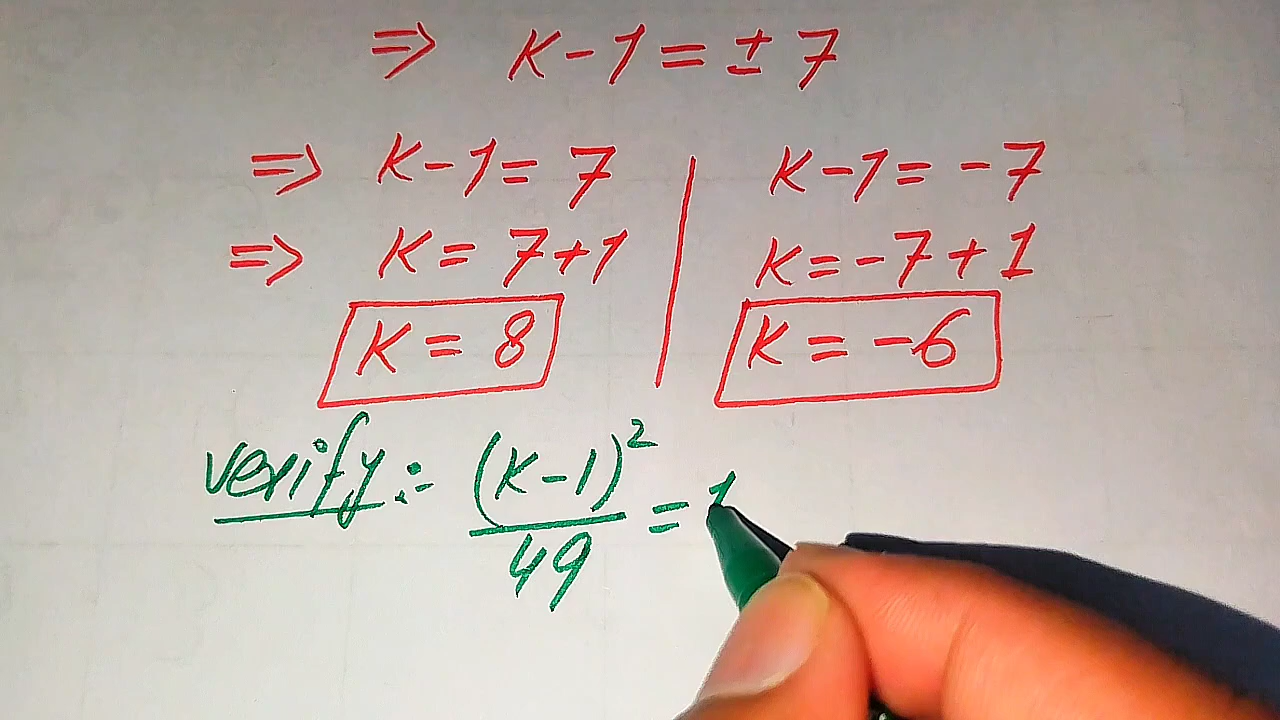 => K-1=±7
=> K-1=7 | K-1=-7
=> K=7+1 | K=-7+1
K=8 | K=-6
verify:- (K-1)²/49 = 1